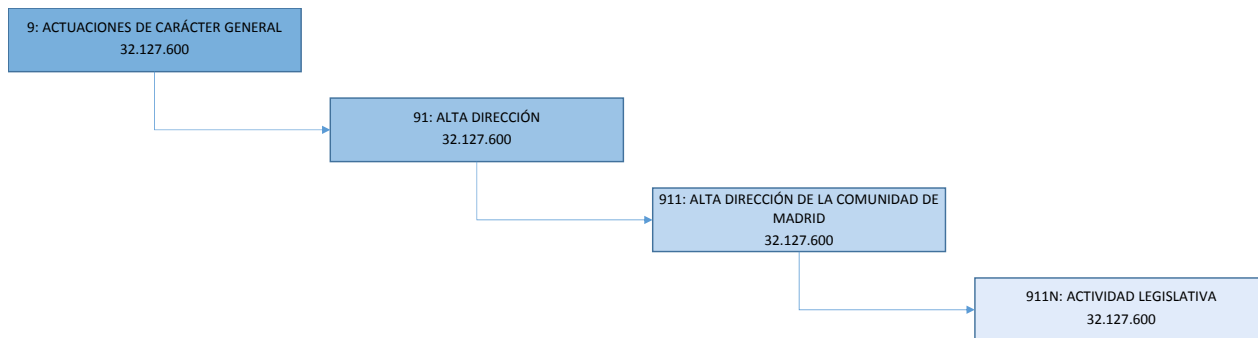 9: ACTUACIONES DE CARÁCTER GENERAL
32.127.600
91: ALTA DIRECCIÓN
32.127.600
911: ALTA DIRECCIÓN DE LA COMUNIDAD DE
MADRID
32.127.600
911N: ACTIVIDAD LEGISLATIVA
32.127.600